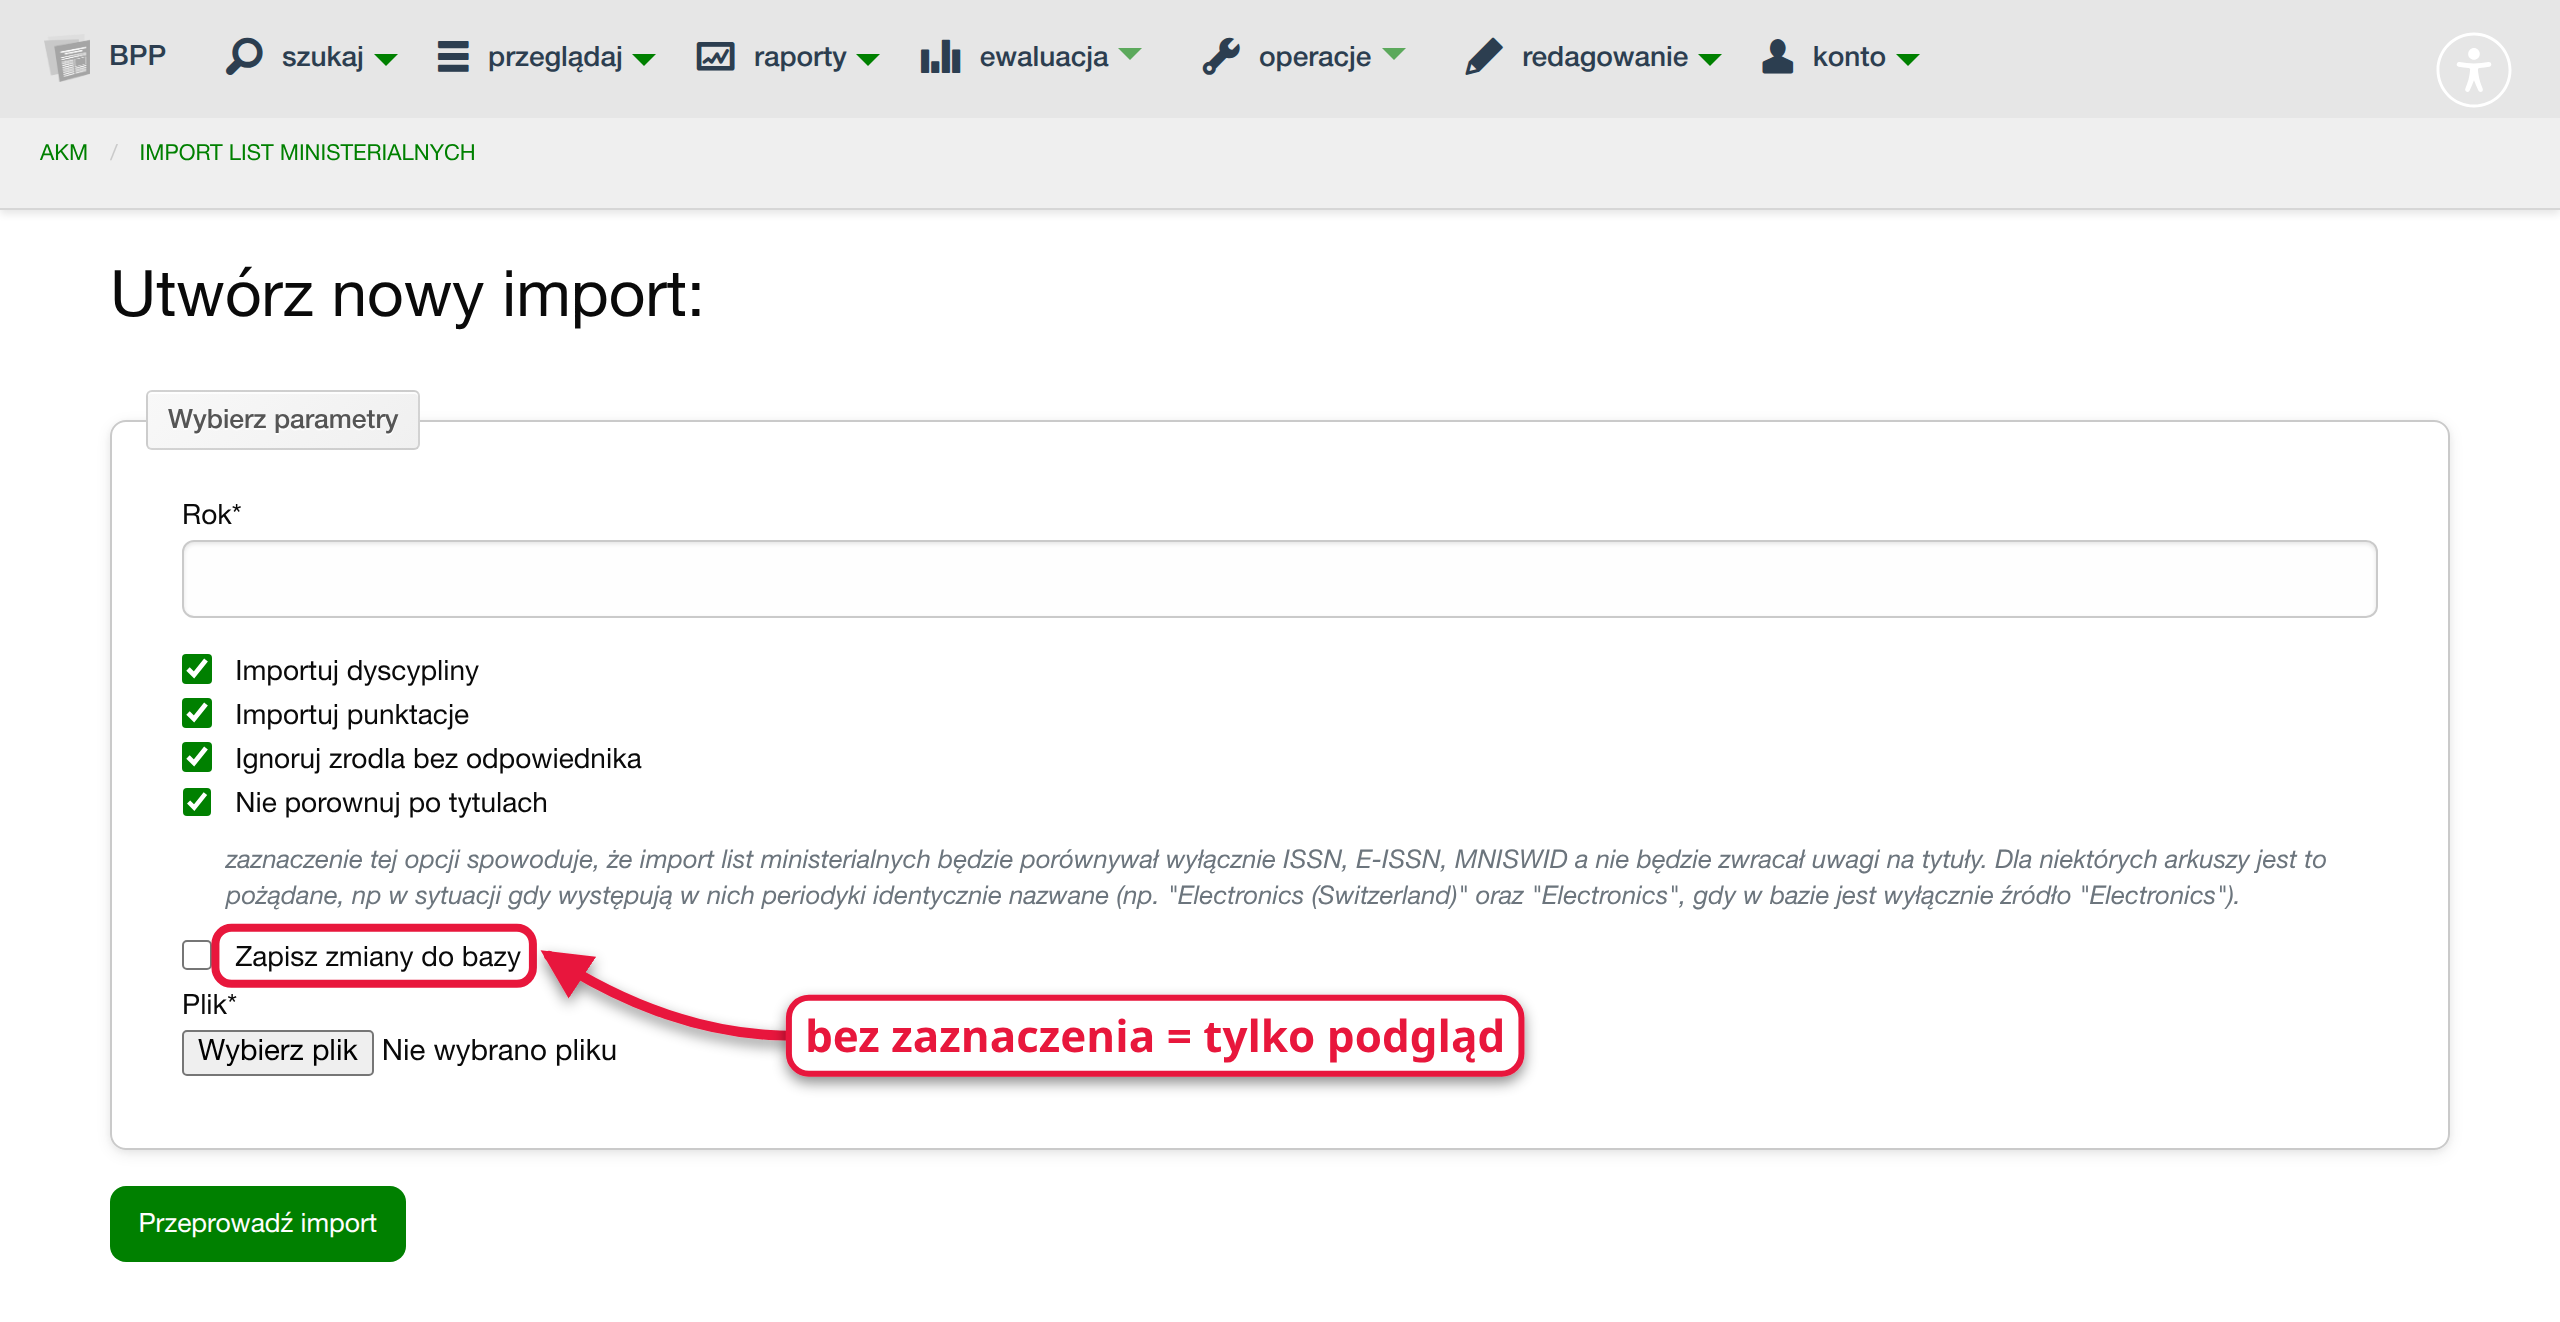 BPP szukaj przeglądaj raporty ewaluacja operacje redagowanie konto
AKM / IMPORT LIST MINISTERIALNYCH
Utwórz nowy import:
Wybierz parametry
Rok*
Importuj dyscypliny
Importuj punktacje
Ignoruj zrodla bez odpowiednika
Nie porownuj po tytulach
zaznaczenie tej opcji spowoduje, że import list ministerialnych będzie porównywał wyłącznie ISSN, E-ISSN, MNISWID a nie będzie zwracał uwagi na tytuły. Dla niektórych arkuszy jest to
pożądane, np w sytuacji gdy występują w nich periodyki identycznie nazwane (np. "Electronics (Switzerland)" oraz "Electronics", gdy w bazie jest wyłącznie źródło "Electronics").
Zapisz zmiany do bazy
Plik*
bez zaznaczenia = tylko podgląd
Wybierz plik Nie wybrano pliku
Przeprowadź import